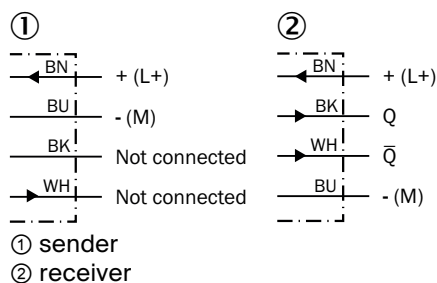 ① ②
BN + (L+)
BU - (M)
BK Not connected
WH Not connected
BN + (L+)
BK Q
WH Q̅
BU - (M)
① sender
② receiver